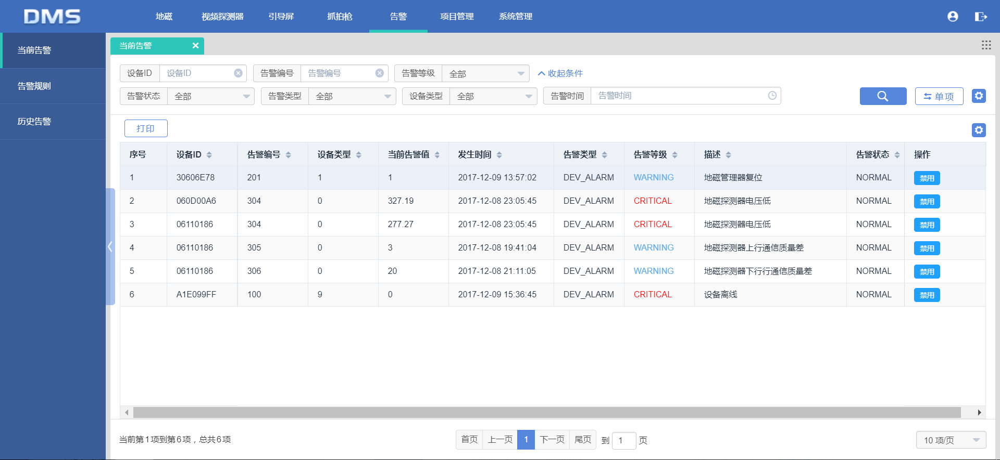 DMS 地磁 视频探测器 引导屏 抓拍枪 告警 项目管理 系统管理
当前告警
告警规则
历史告警
当前告警
设备ID 设备ID 告警编号 告警编号 告警等级 全部 收起条件
告警状态 全部 告警类型 全部 设备类型 全部 告警时间 告警时间 单项
打印
序号 设备ID 告警编号 设备类型 当前告警值 发生时间 告警类型 告警等级 描述 告警状态 操作
1 30606E78 201 1 1 2017-12-09 13:57:02 DEV_ALARM WARNING 地磁管理器复位 NORMAL 禁用
2 060D00A6 304 0 327.19 2017-12-08 23:05:45 DEV_ALARM CRITICAL 地磁探测器电压低 NORMAL 禁用
3 06110186 304 0 277.27 2017-12-08 23:05:45 DEV_ALARM CRITICAL 地磁探测器电压低 NORMAL 禁用
4 06110186 305 0 3 2017-12-08 19:41:04 DEV_ALARM WARNING 地磁探测器上行通信质量差 NORMAL 禁用
5 06110186 306 0 20 2017-12-08 21:11:05 DEV_ALARM WARNING 地磁探测器下行行通信质量差 NORMAL 禁用
6 A1E099FF 100 9 0 2017-12-09 15:36:45 DEV_ALARM CRITICAL 设备离线 NORMAL 禁用
当前第1项到第6项，总共6项 首页 上一页 1 下一页 尾页 到 1 页 10 项/页